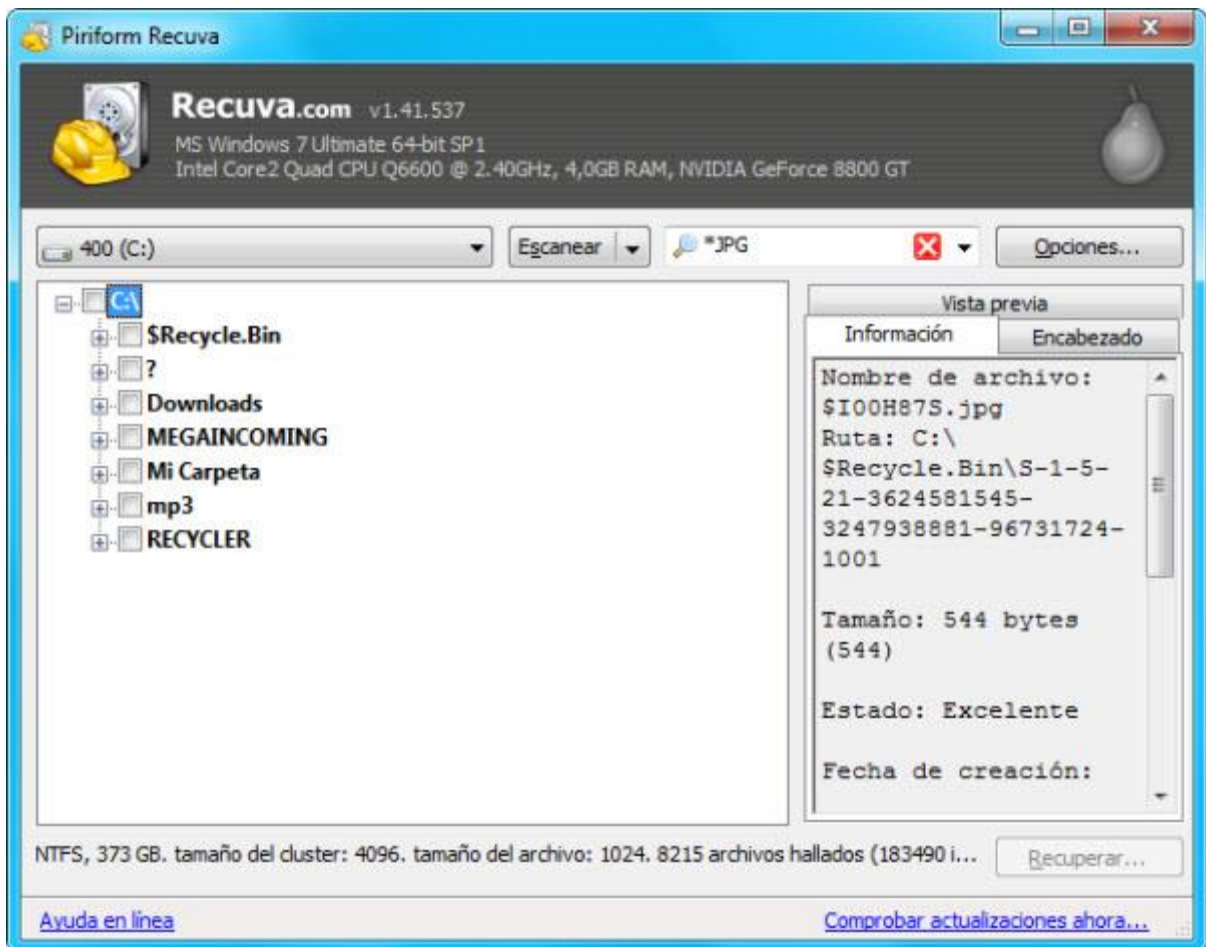 Piriform Recuva
Recuva.com v1.41.537
MS Windows 7 Ultimate 64-bit SP1
Intel Core2 Quad CPU Q6600 @ 2.40GHz, 4,0GB RAM, NVIDIA GeForce 8800 GT
400 (C:)
Escanear
*JPG
Opciones...
C:\
$Recycle.Bin
?
Downloads
MEGAINCOMING
Mi Carpeta
mp3
RECYCLER
Vista previa
Información
Encabezado
Nombre de archivo:
$I00H87S.jpg
Ruta: C:\
$Recycle.Bin\S-1-5-
21-3624581545-
3247938881-96731724-
1001
Tamaño: 544 bytes
(544)
Estado: Excelente
Fecha de creación:
NTFS, 373 GB. tamaño del cluster: 4096. tamaño del archivo: 1024. 8215 archivos hallados (183490 i...
Recuperar...
Ayuda en línea
Comprobar actualizaciones ahora...